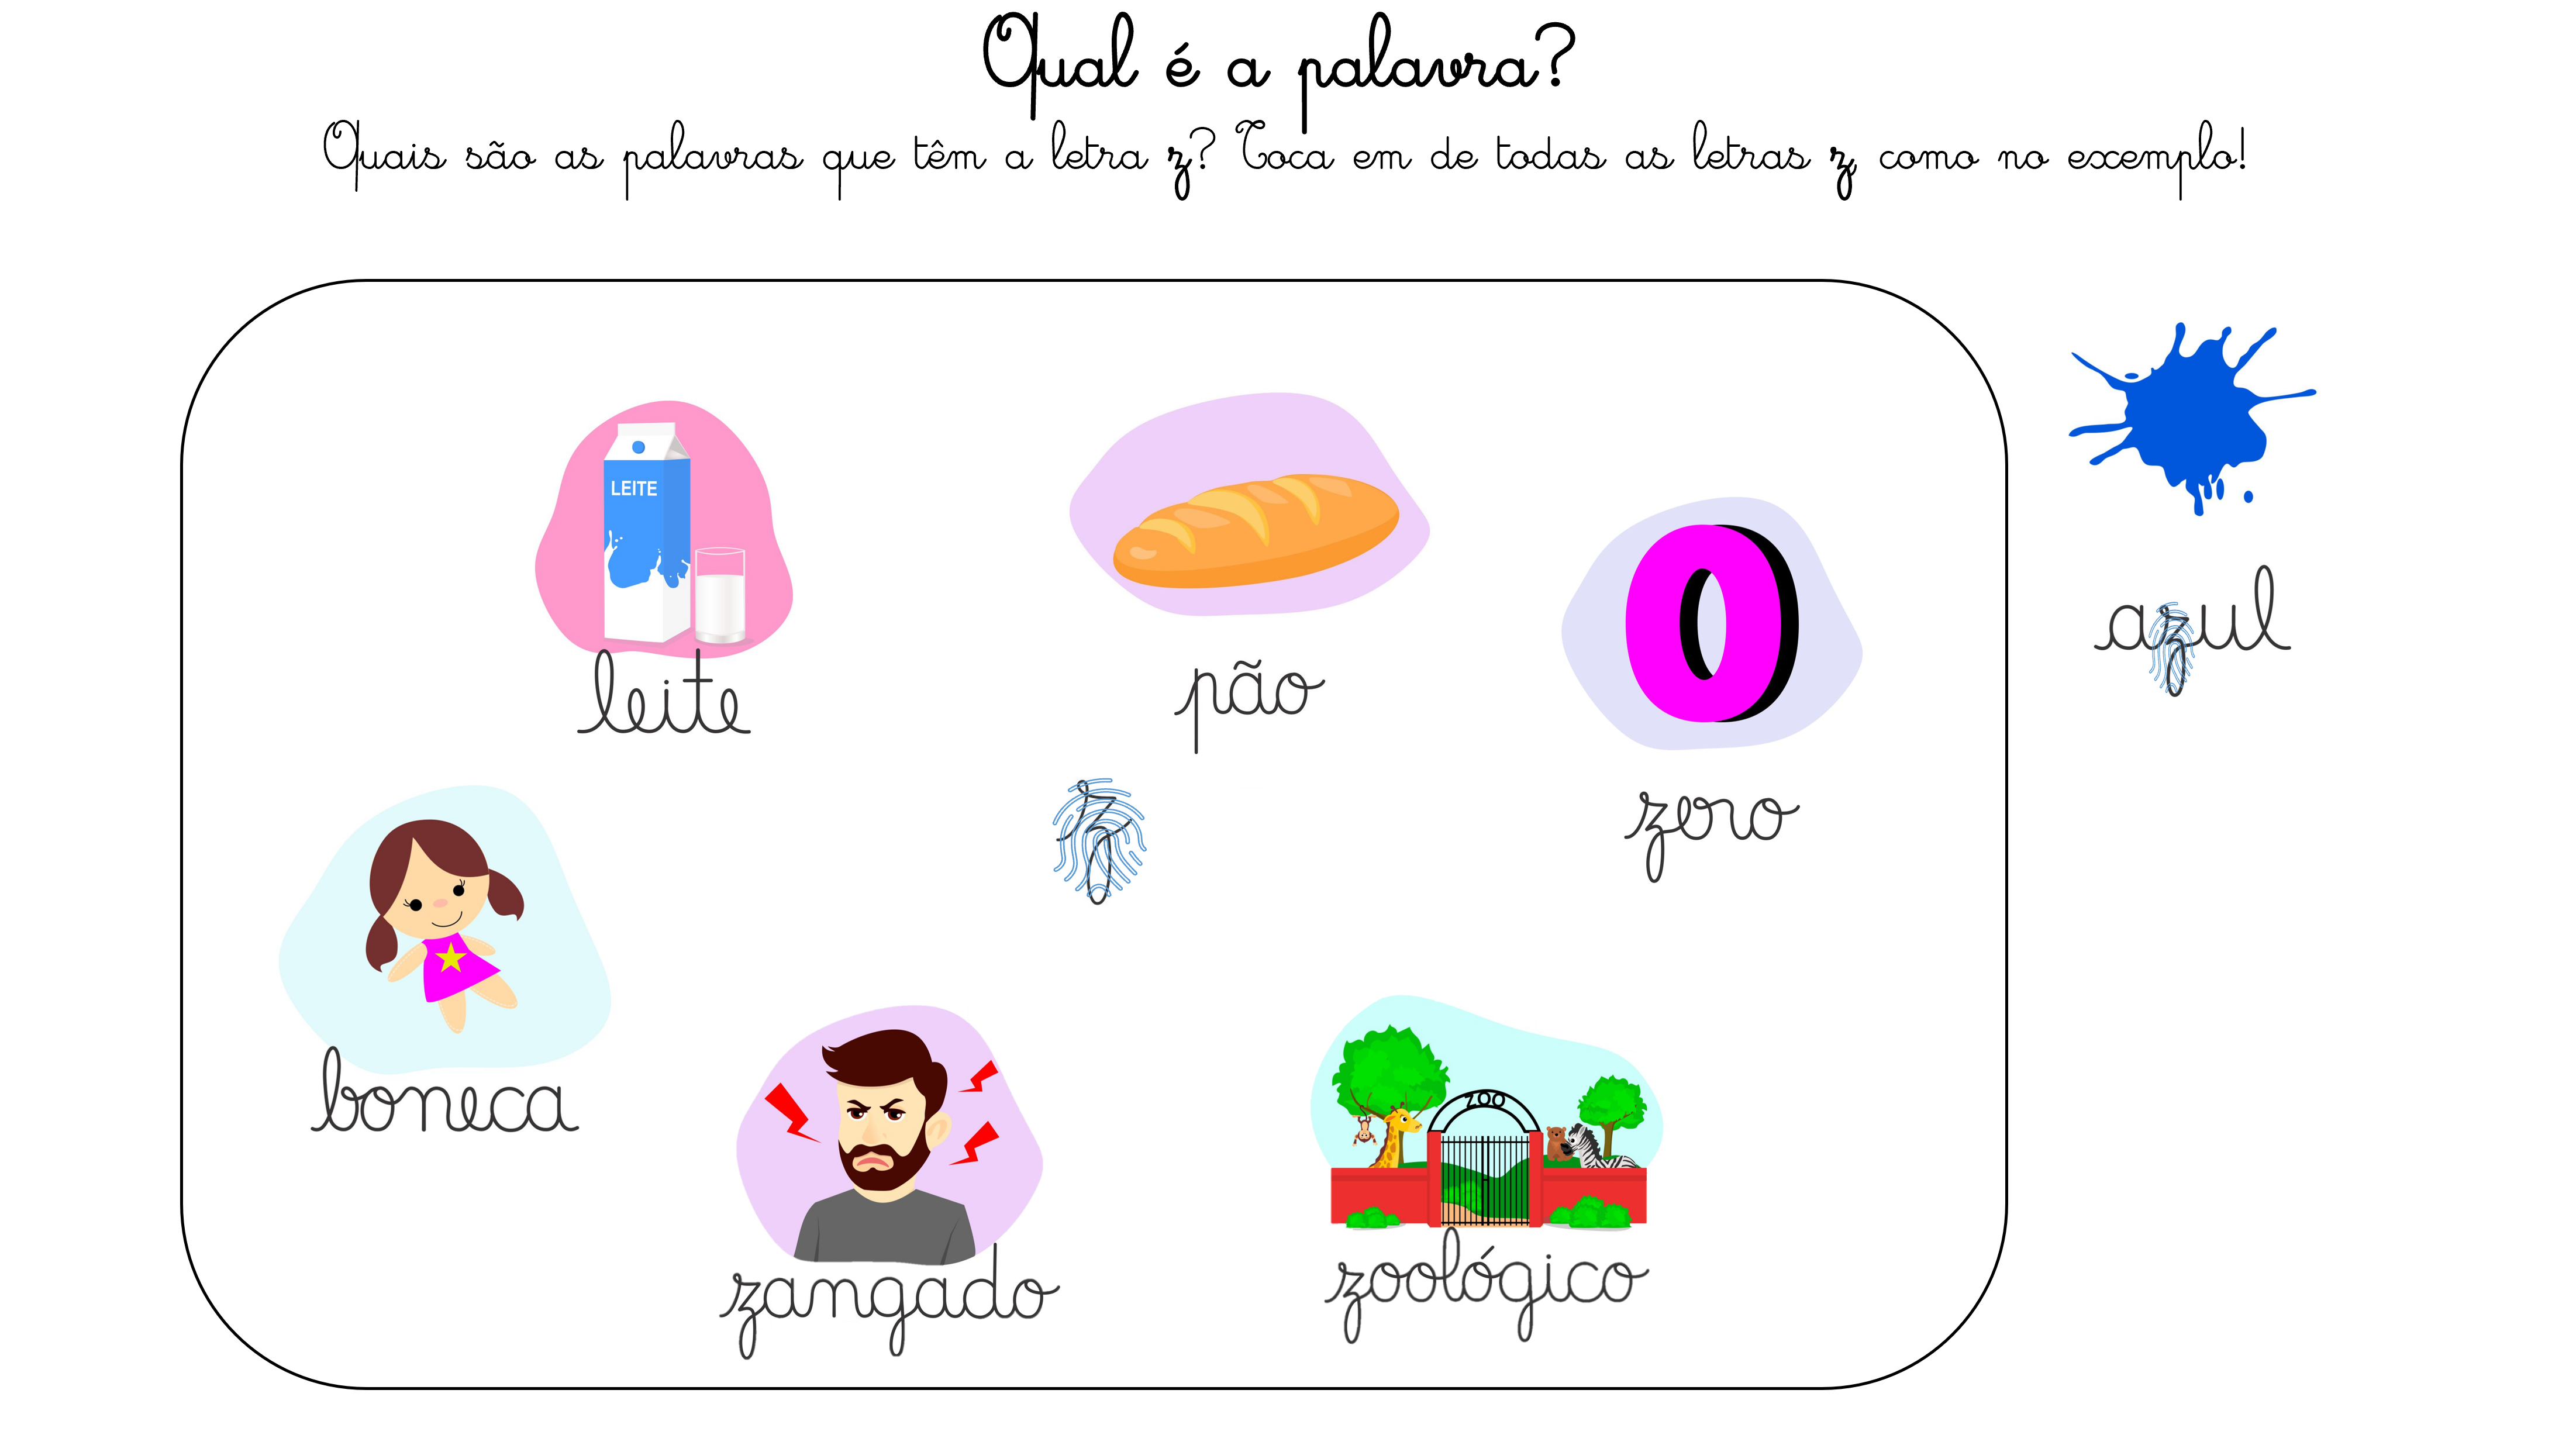 Qual é a palavra?
Quais são as palavras que têm a letra z? Toca em de todas as letras z como no exemplo!
LEITE
leite
pão
zero
azul
z
boneca
ZOO
zangado
zoológico